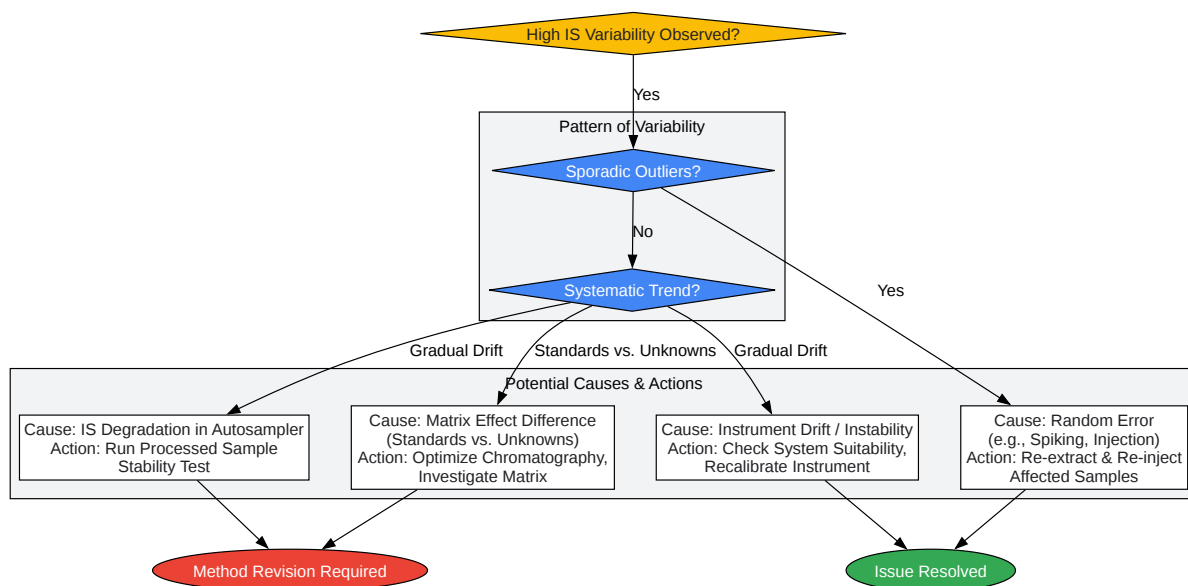 High IS Variability Observed?
Yes
Pattern of Variability
Sporadic Outliers?
No
Systematic Trend?
Yes
Gradual Drift
Standards vs. Unknowns
Gradual Drift
Potential Causes & Actions
Cause: IS Degradation in Autosampler
Action: Run Processed Sample
Stability Test
Cause: Matrix Effect Difference
(Standards vs. Unknowns)
Action: Optimize Chromatography,
Investigate Matrix
Cause: Instrument Drift / Instability
Action: Check System Suitability,
Recalibrate Instrument
Cause: Random Error
(e.g., Spiking, Injection)
Action: Re-extract & Re-inject
Affected Samples
Method Revision Required
Issue Resolved